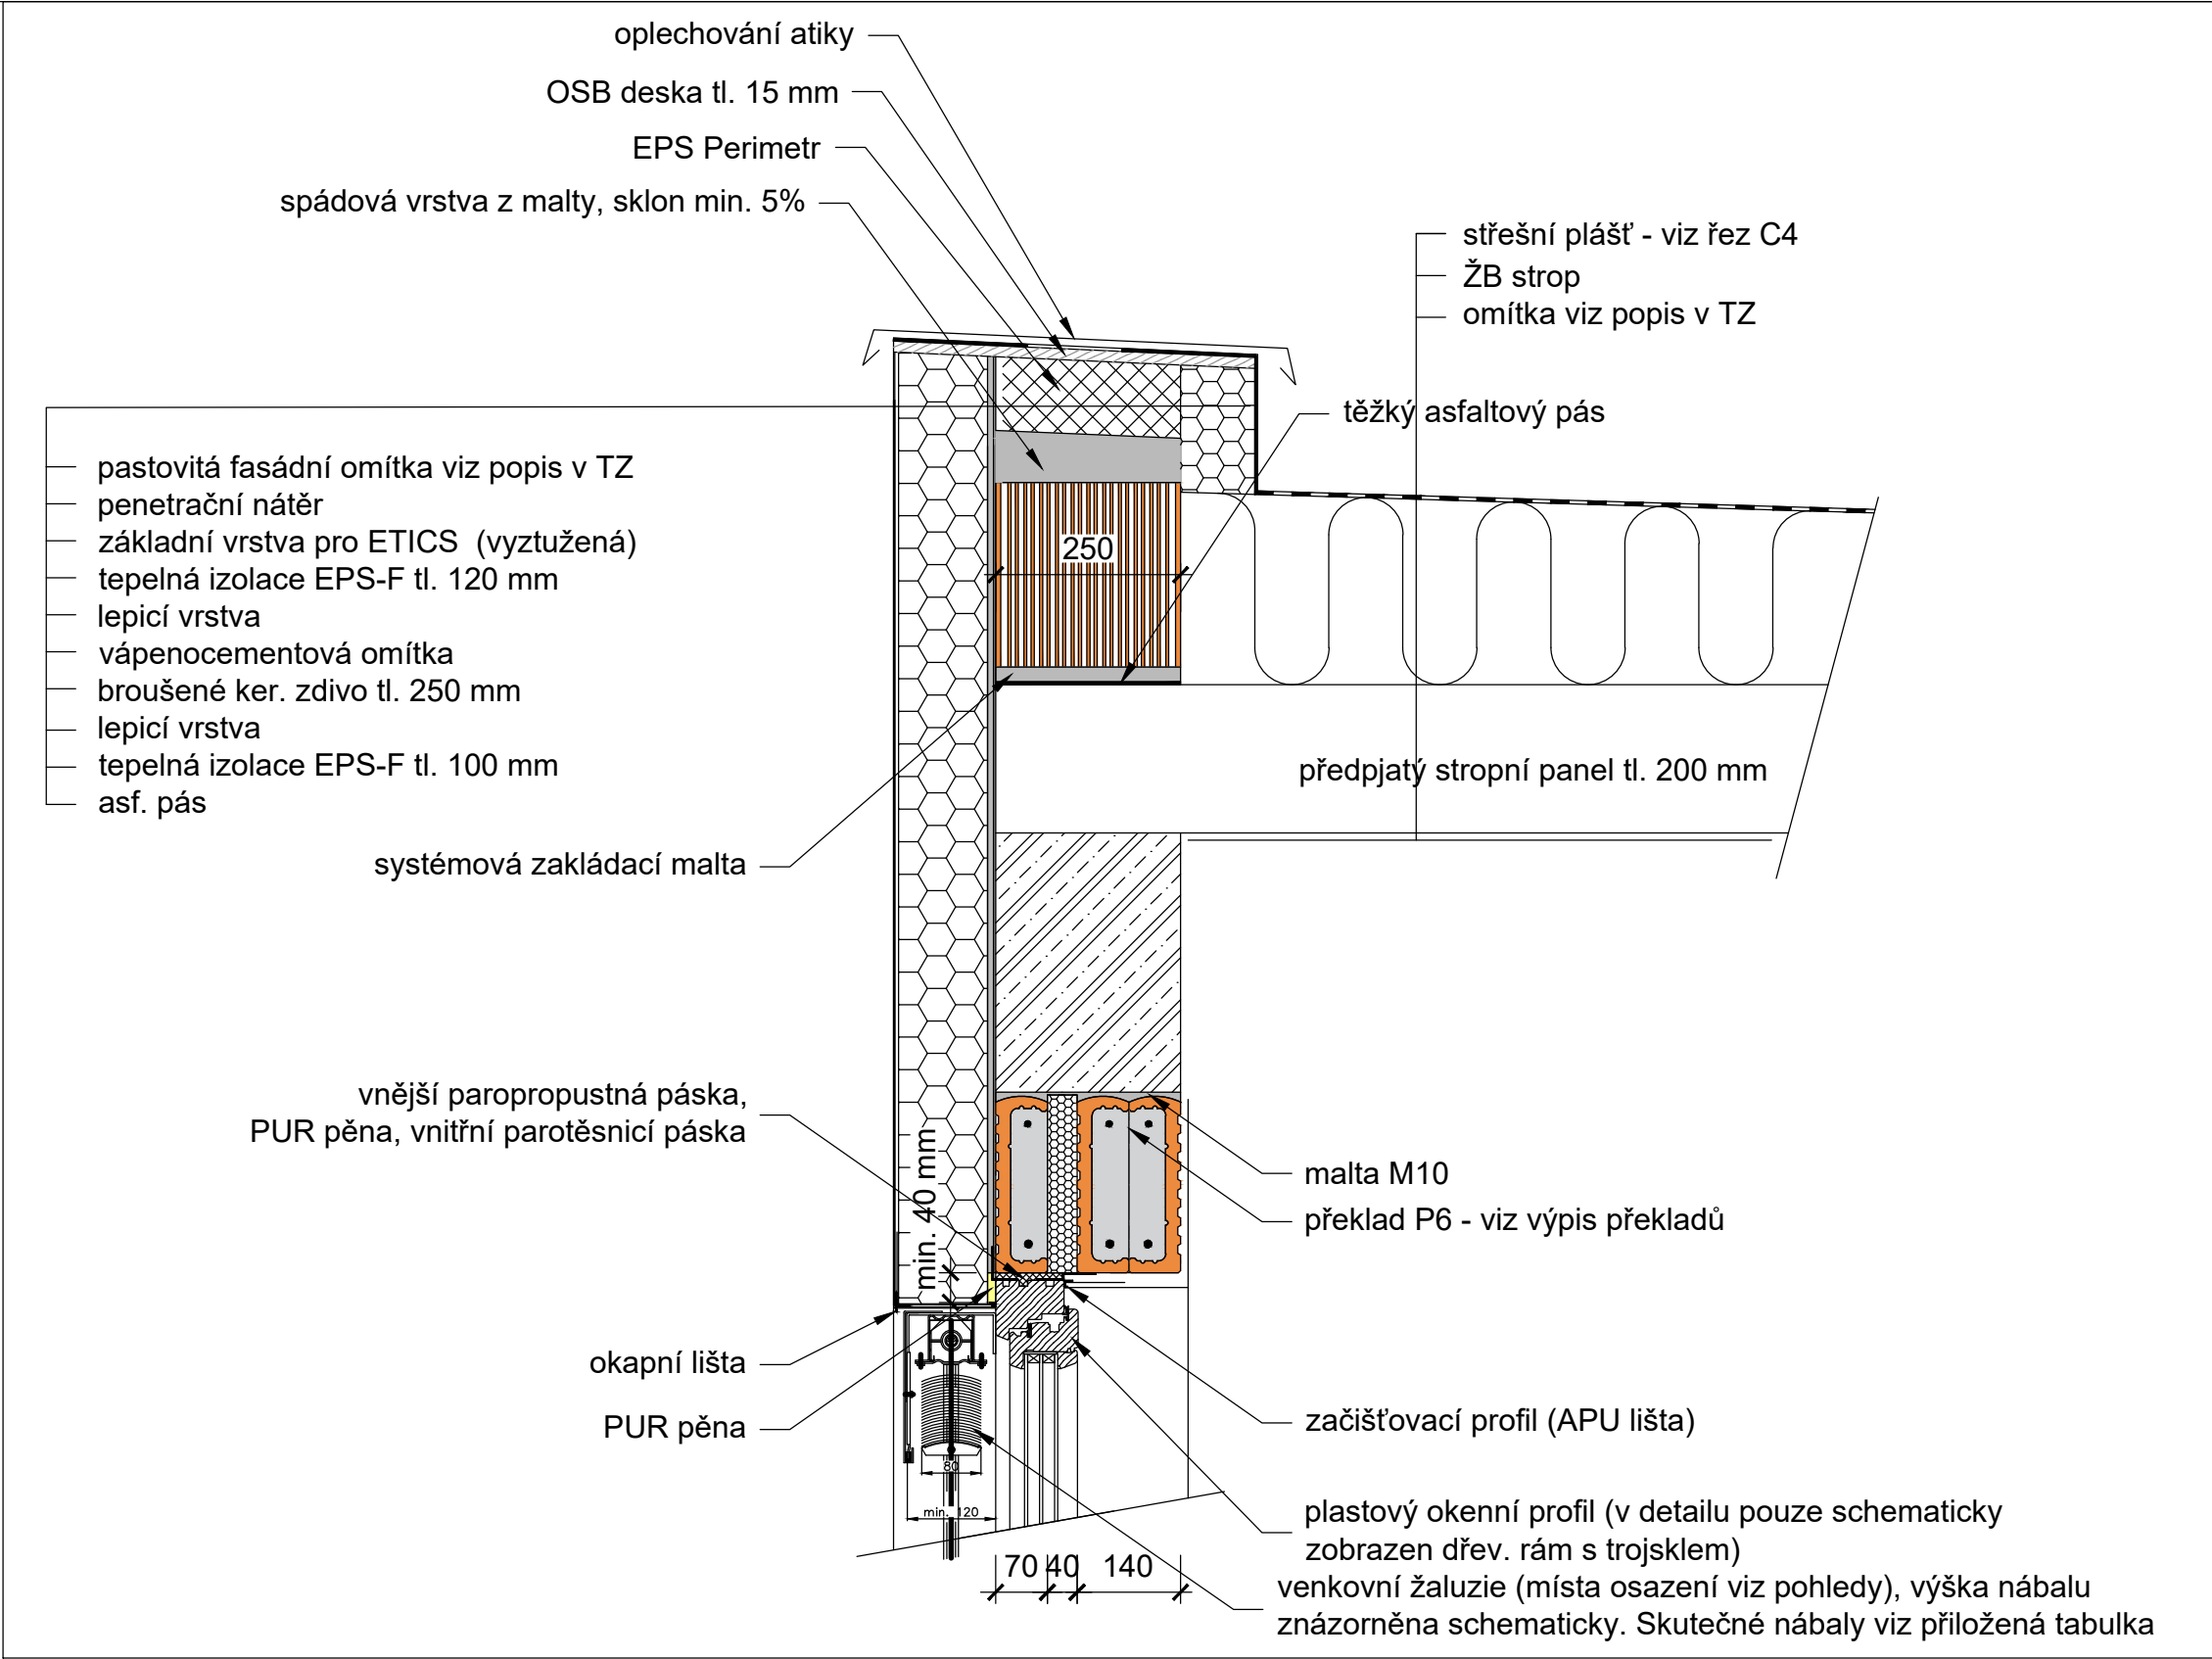 oplechování atiky
OSB deska tl. 15 mm
EPS Perimetr
spádová vrstva z malty, sklon min. 5%
střešní plášť - viz řez C4
ŽB strop
omítka viz popis v TZ
těžký asfaltový pás
pastovitá fasádní omítka viz popis v TZ
penetrační nátěr
základní vrstva pro ETICS (vyztužená)
tepelná izolace EPS-F tl. 120 mm
lepicí vrstva
vápenocementová omítka
broušené ker. zdivo tl. 250 mm
lepicí vrstva
tepelná izolace EPS-F tl. 100 mm
asf. pás
250
předpjatý stropní panel tl. 200 mm
systémová zakládací malta
vnější paropropustná páska,
PUR pěna, vnitřní parotěsnicí páska
min. 40 mm
malta M10
překlad P6 - viz výpis překladů
okapní lišta
PUR pěna
začišťovací profil (APU lišta)
80
min. 120
plastový okenní profil (v detailu pouze schematicky
zobrazen dřev. rám s trojsklem)
70 40 140
venkovní žaluzie (místa osazení viz pohledy), výška nábalu
znázorněna schematicky. Skutečné nábaly viz přiložená tabulka